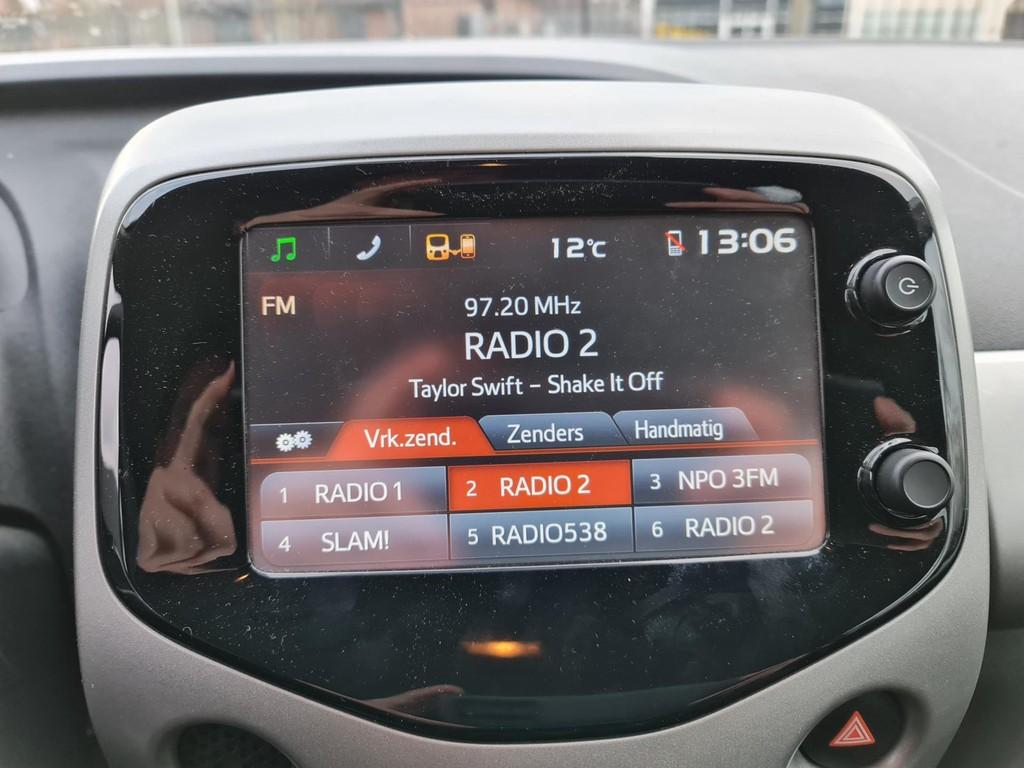 12°C 13:06
FM
97.20 MHz
RADIO 2
Taylor Swift – Shake It Off
Vrk.zend. Zenders Handmatig
1 RADIO 1 2 RADIO 2 3 NPO 3FM
4 SLAM! 5 RADIO538 6 RADIO 2